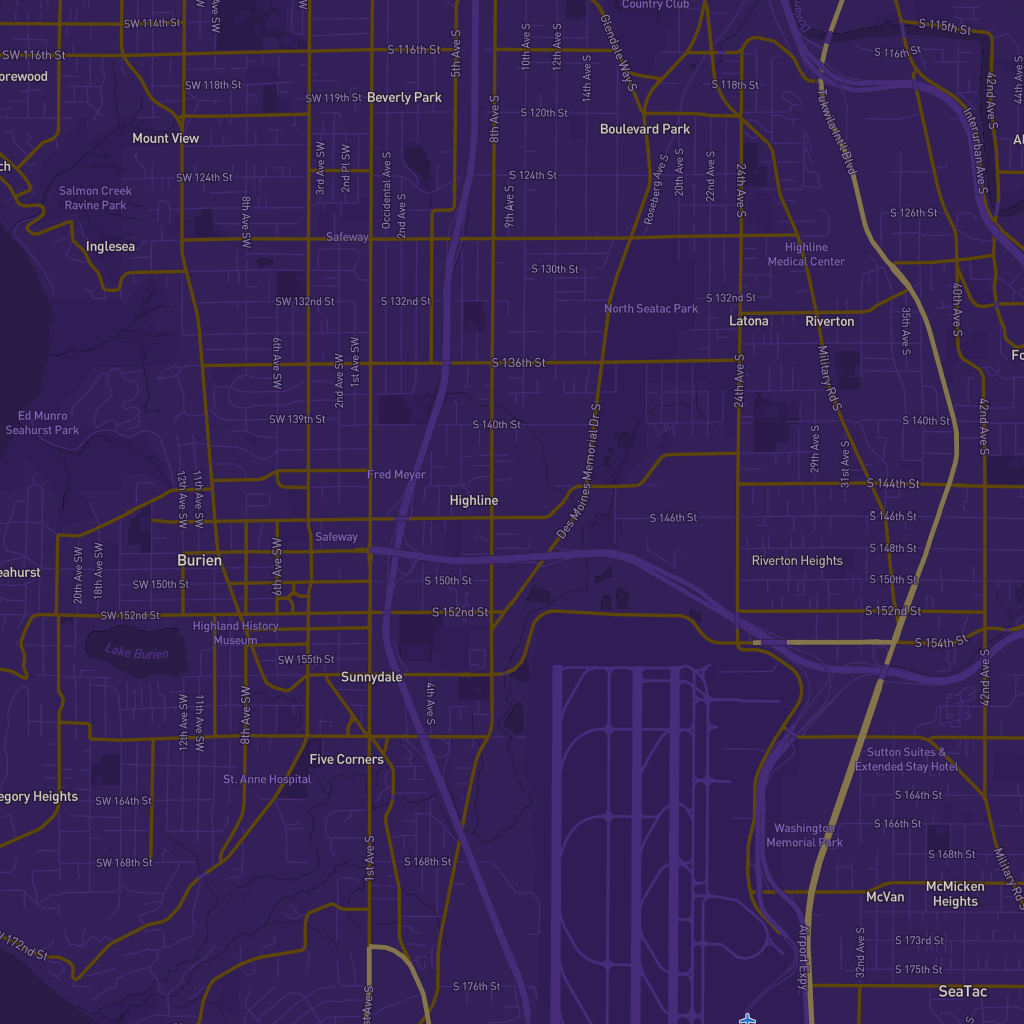 Country Club
SW 114th St
S 115th St
S 116th St
SW 116th St
S 116th St
5th Ave S
10th Ave S
12th Ave S
14th Ave S
Glendale Way S
44th Ave S
42nd Ave S
orewood
SW 118th St
S 118th St
SW 119th St
Beverly Park
8th Ave S
S 120th St
Tukwila Intl Blvd
Interurban Ave S
Boulevard Park
Mount View
3rd Ave SW
2nd Pl SW
SW 124th St
S 124th St
20th Ave S
22nd Ave S
24th Ave S
Salmon Creek
Ravine Park
Occidental Ave S
2nd Ave S
9th Ave S
Roseberg Ave S
8th Ave SW
S 126th St
Safeway
Inglesea
Highline
Medical Center
S 130th St
SW 132nd St
S 132nd St
S 132nd St
North Seatac Park
40th Ave S
Latona
Riverton
35th Ave S
6th Ave SW
1st Ave SW
2nd Ave SW
S 136th St
24th Ave S
Military Rd S
Fo
Ed Munro
Seahurst Park
SW 139th St
S 140th St
S 140th St
42nd Ave S
29th Ave S
31st Ave S
Fred Meyer
12th Ave SW
11th Ave SW
Des Moines Memorial Dr S
S 144th St
Highline
S 146th St
S 146th St
Safeway
S 148th St
Burien
Riverton Heights
eahurst
20th Ave SW
18th Ave SW
6th Ave SW
SW 150th St
S 150th St
S 150th St
SW 152nd St
S 152nd St
S 152nd St
Highland History
Museum
S 154th St
Lake Burien
SW 155th St
Sunnydale
42nd Ave S
4th Ave S
12th Ave SW
11th Ave SW
8th Ave SW
Five Corners
Sutton Suites &
Extended Stay Hotel
St. Anne Hospital
egory Heights
SW 164th St
S 164th St
S 166th St
Washington
Memorial Park
SW 168th St
1st Ave S
S 168th St
S 168th St
Military Rd S
McVan
McMicken
Heights
172nd St
Airport Expy
32nd Ave S
S 173rd St
S 175th St
S 176th St
SeaTac